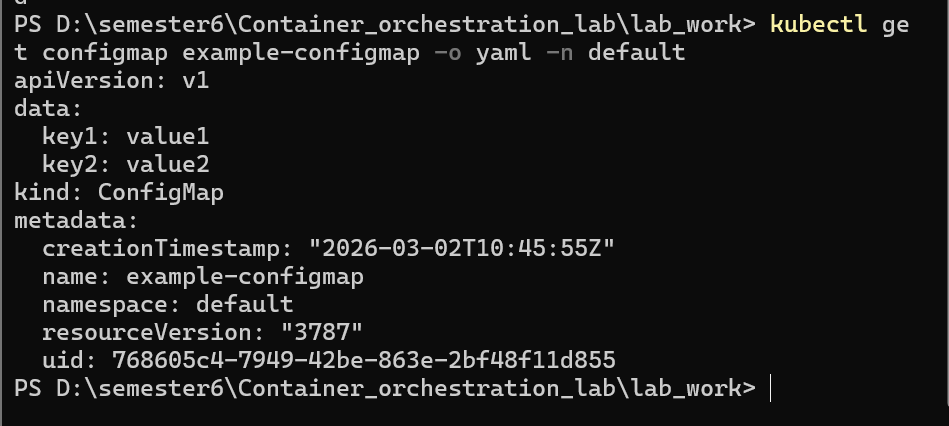 PS D:\semester6\Container_orchestration_lab\lab_work> kubectl ge
t configmap example-configmap -o yaml -n default
apiVersion: v1
data:
  key1: value1
  key2: value2
kind: ConfigMap
metadata:
  creationTimestamp: "2026-03-02T10:45:55Z"
  name: example-configmap
  namespace: default
  resourceVersion: "3787"
  uid: 768605c4-7949-42be-863e-2bf48f11d855
PS D:\semester6\Container_orchestration_lab\lab_work>